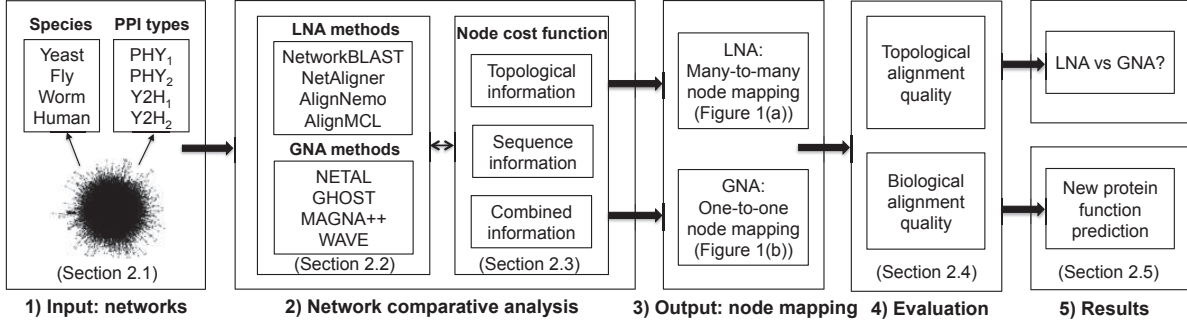 Species
Yeast
Fly
Worm
Human
PPI types
PHY₁
PHY₂
Y2H₁
Y2H₂
(Section 2.1)
1) Input: networks
LNA methods
NetworkBLAST
NetAligner
AlignNemo
AlignMCL
GNA methods
NETAL
GHOST
MAGNA++
WAVE
(Section 2.2)
Node cost function
Topological
information
Sequence
information
Combined
information
(Section 2.3)
2) Network comparative analysis
LNA:
Many-to-many
node mapping
(Figure 1(a))
GNA:
One-to-one
node mapping
(Figure 1(b))
3) Output: node mapping
Topological
alignment
quality
Biological
alignment
quality
(Section 2.4)
4) Evaluation
LNA vs GNA?
New protein
function
prediction
(Section 2.5)
5) Results